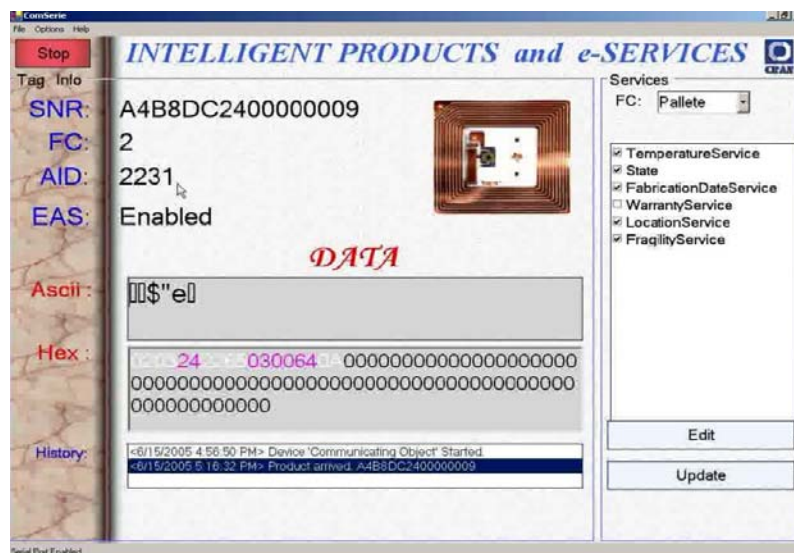 ComSerie
File Options Help
Stop
INTELLIGENT PRODUCTS and e-SERVICES
CRAN
Tag Info
SNR: A4B8DC2400000009
FC: 2
AID: 2231
EAS: Enabled
DATA
Ascii : $"e
Hex : 24 030064 0A0000000000000000000
00000000000000000000000000000000000000
000000000000
History: <6/15/2005 4:56:50 PM> Device 'Communicating Object' Started.
<6/15/2005 5:16:32 PM> Product arrived. A4B8DC2400000009
Services
FC: Pallete
TemperatureService
State
FabricationDateService
WarrantyService
LocationService
FragilityService
Edit
Update
Serial Port Enabled